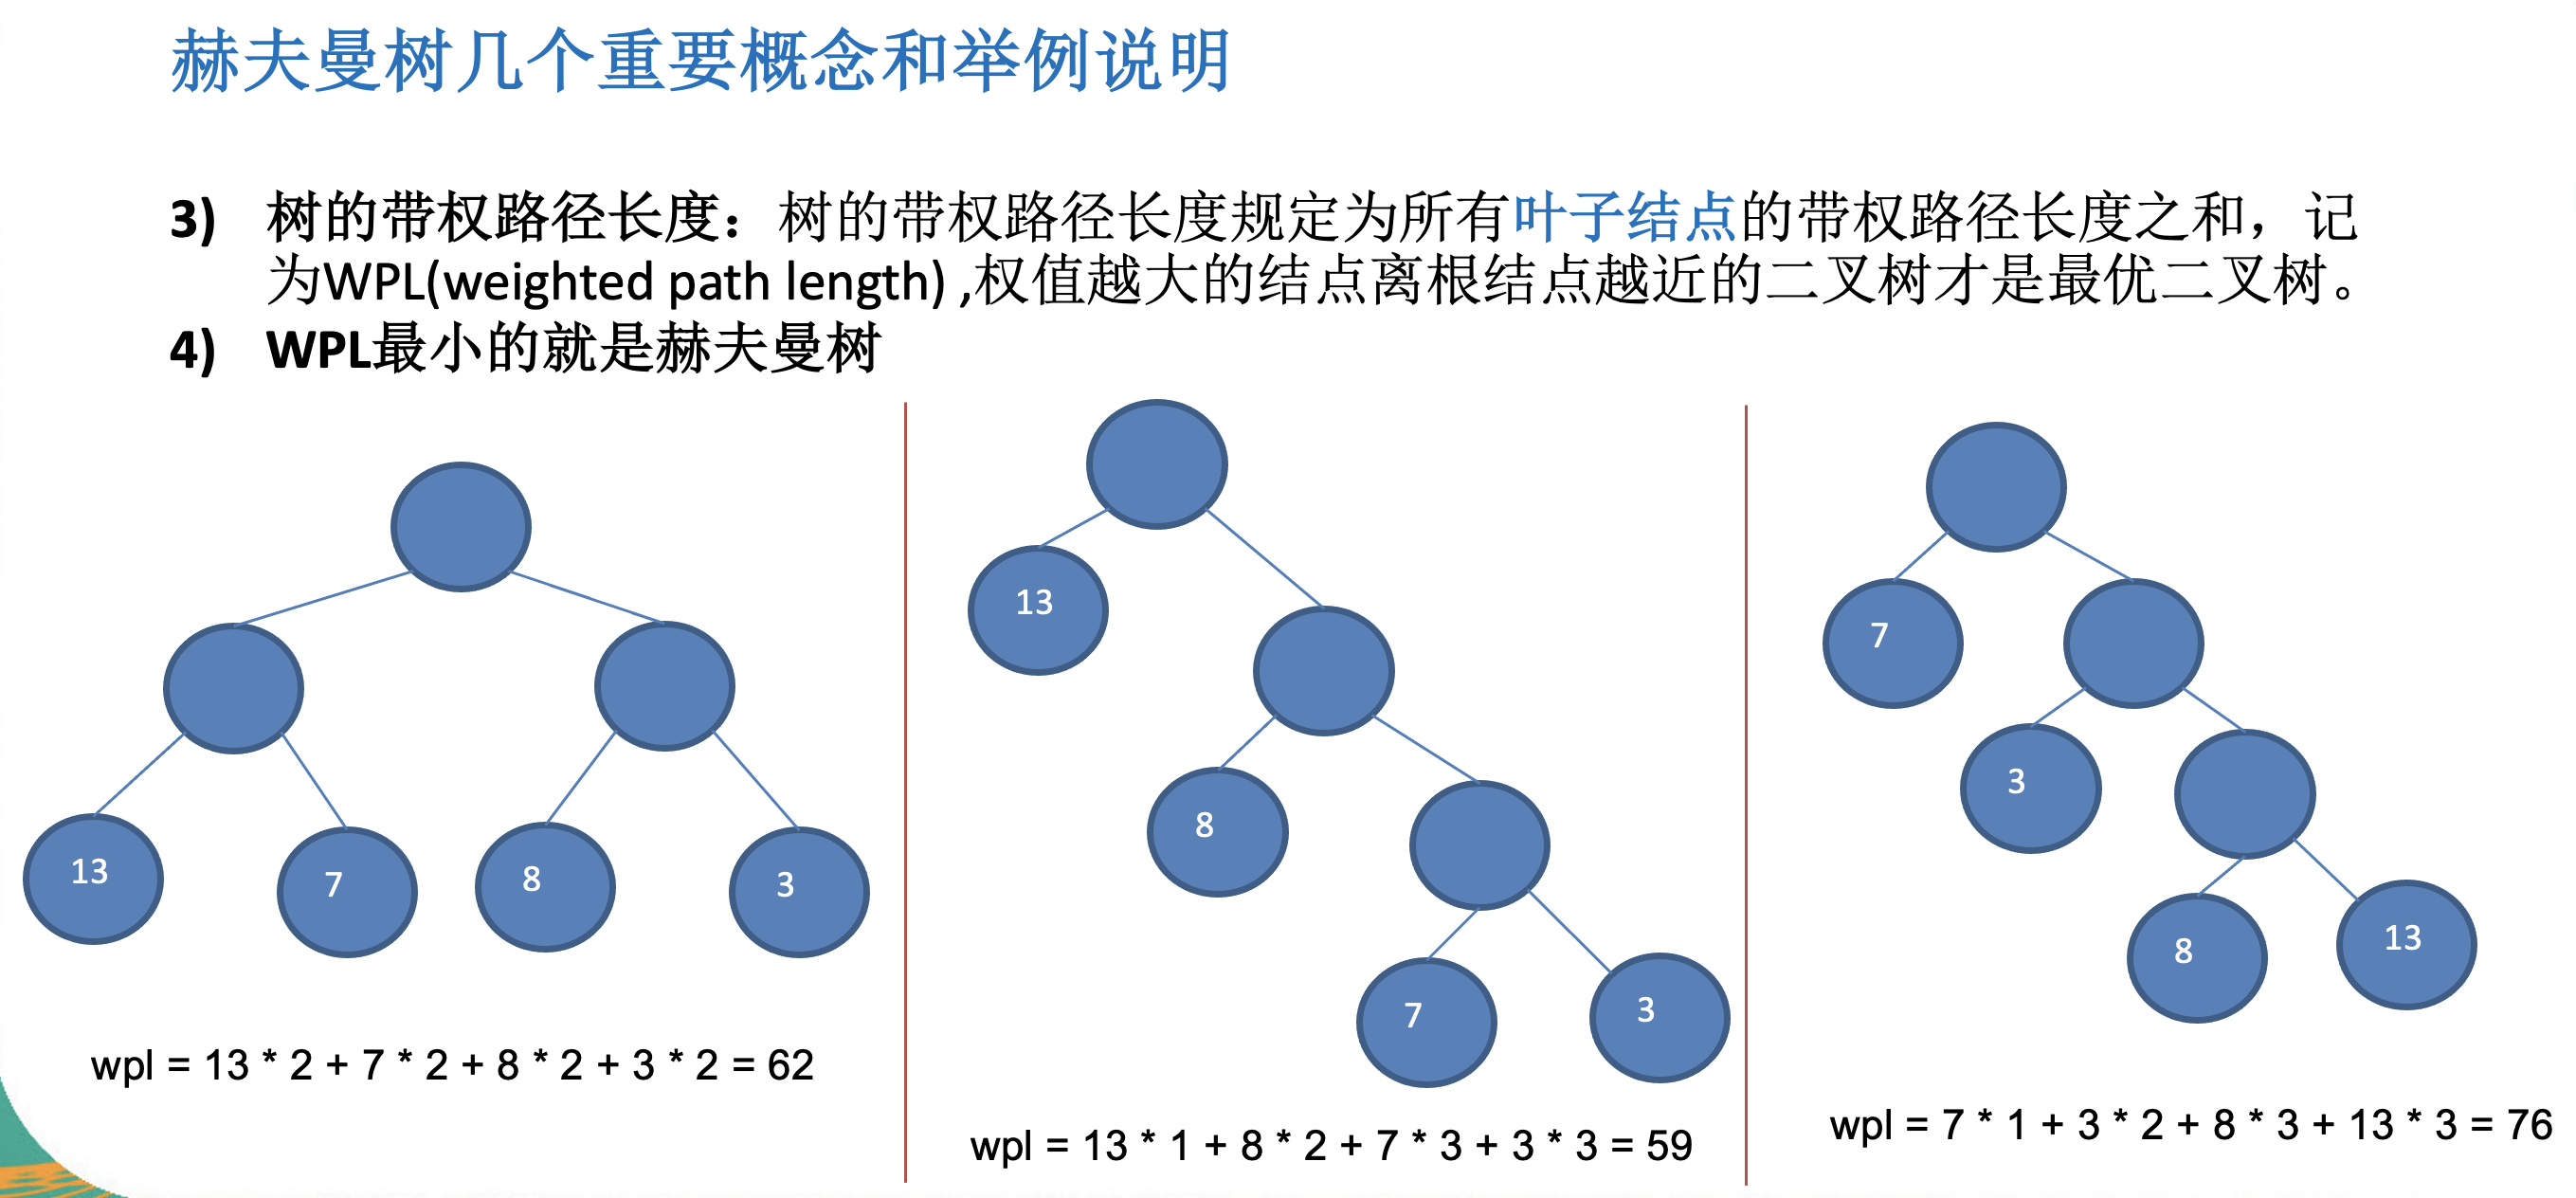 赫夫曼树几个重要概念和举例说明
3) 树的带权路径长度：树的带权路径长度规定为所有叶子结点的带权路径长度之和，记
为WPL(weighted path length) ,权值越大的结点离根结点越近的二叉树才是最优二叉树。
4) WPL最小的就是赫夫曼树
13
7
8
3
wpl = 13 * 2 + 7 * 2 + 8 * 2 + 3 * 2 = 62
13
8
7
3
wpl = 13 * 1 + 8 * 2 + 7 * 3 + 3 * 3 = 59
7
3
8
13
wpl = 7 * 1 + 3 * 2 + 8 * 3 + 13 * 3 = 76